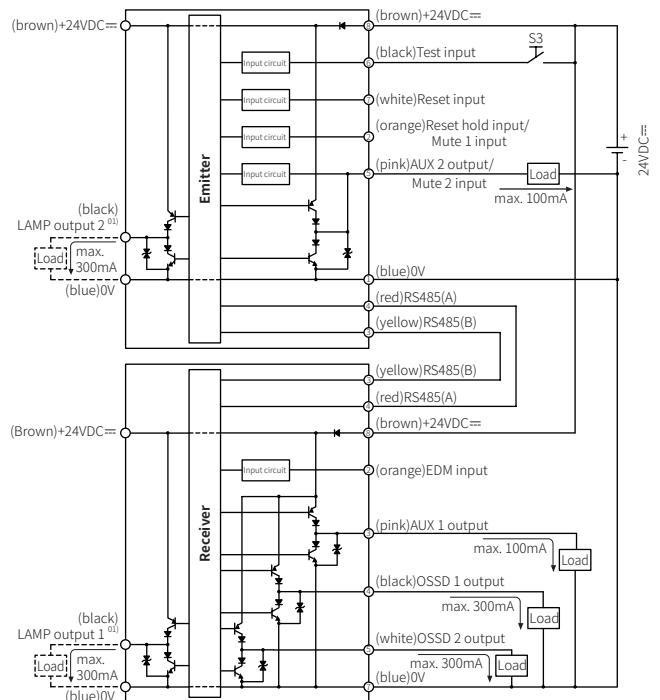 (brown)+24VDC⎓
(brown)+24VDC⎓
(black)Test input
S3
Input circuit
(white)Reset input
Input circuit
(orange)Reset hold input/
Mute 1 input
Input circuit
(pink)AUX 2 output/
Mute 2 input
Input circuit
Load
max. 100mA
+
-
24VDC⎓
Emitter
(black)
LAMP output 2 01)
Load
max.
300mA
(blue)0V
(blue)0V
(red)RS485(A)
(yellow)RS485(B)
(yellow)RS485(B)
(red)RS485(A)
(Brown)+24VDC⎓
(brown)+24VDC⎓
Input circuit
(orange)EDM input
Receiver
(pink)AUX 1 output
max. 100mA
Load
(black)OSSD 1 output
max. 300mA
Load
(black)
LAMP output 1 01)
Load
max.
300mA
(blue)0V
(white)OSSD 2 output
max. 300mA
Load
(blue)0V